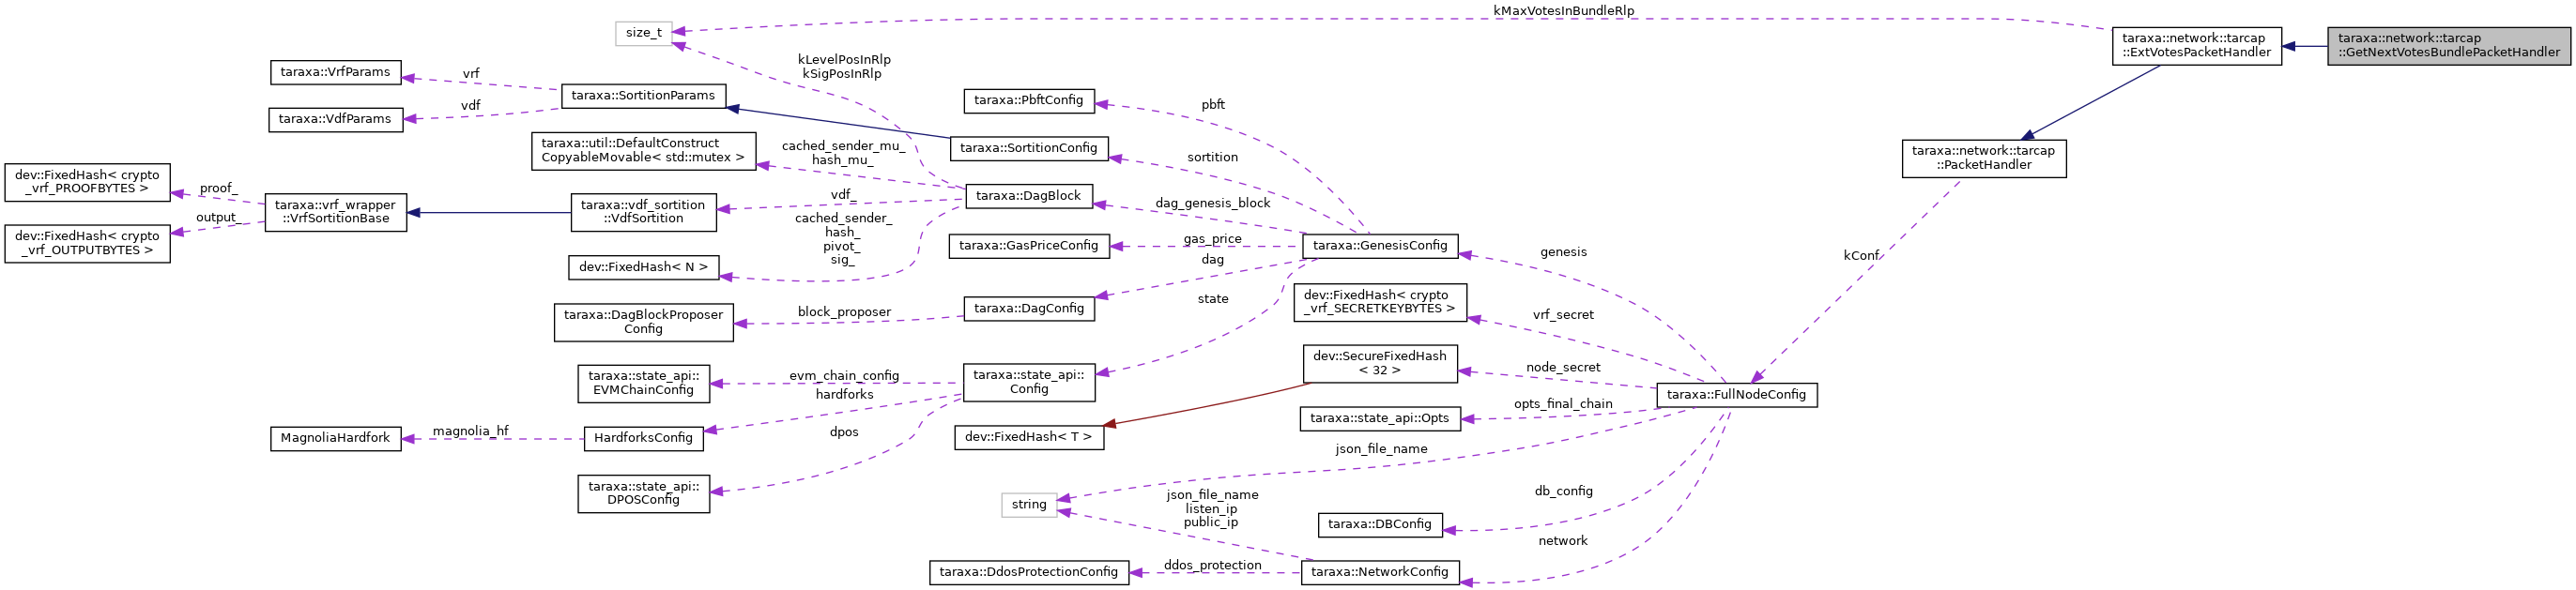 kMaxVotesInBundleRlp
size_t
taraxa::network::tarcap
::ExtVotesPacketHandler
taraxa::network::tarcap
::GetNextVotesBundlePacketHandler
kLevelPosInRlp
kSigPosInRlp
taraxa::VrfParams
vrf
taraxa::SortitionParams
vdf
taraxa::VdfParams
taraxa::PbftConfig
pbft
taraxa::util::DefaultConstruct
CopyableMovable< std::mutex >
cached_sender_mu_
hash_mu_
taraxa::SortitionConfig
sortition
taraxa::network::tarcap
::PacketHandler
dev::FixedHash< crypto
_vrf_PROOFBYTES >
proof_
taraxa::vrf_wrapper
::VrfSortitionBase
output_
dev::FixedHash< crypto
_vrf_OUTPUTBYTES >
taraxa::vdf_sortition
::VdfSortition
vdf_
taraxa::DagBlock
dag_genesis_block
cached_sender_
hash_
pivot_
sig_
dev::FixedHash< N >
taraxa::GasPriceConfig
gas_price
taraxa::GenesisConfig
genesis
kConf
dag
taraxa::DagConfig
state
taraxa::DagBlockProposer
Config
block_proposer
dev::FixedHash< crypto
_vrf_SECRETKEYBYTES >
vrf_secret
dev::SecureFixedHash
< 32 >
node_secret
taraxa::FullNodeConfig
taraxa::state_api::
EVMChainConfig
evm_chain_config
taraxa::state_api::
Config
hardforks
dpos
taraxa::state_api::Opts
opts_final_chain
MagnoliaHardfork
magnolia_hf
HardforksConfig
dev::FixedHash< T >
json_file_name
taraxa::state_api::
DPOSConfig
string
json_file_name
listen_ip
public_ip
db_config
taraxa::DBConfig
network
taraxa::DdosProtectionConfig
ddos_protection
taraxa::NetworkConfig